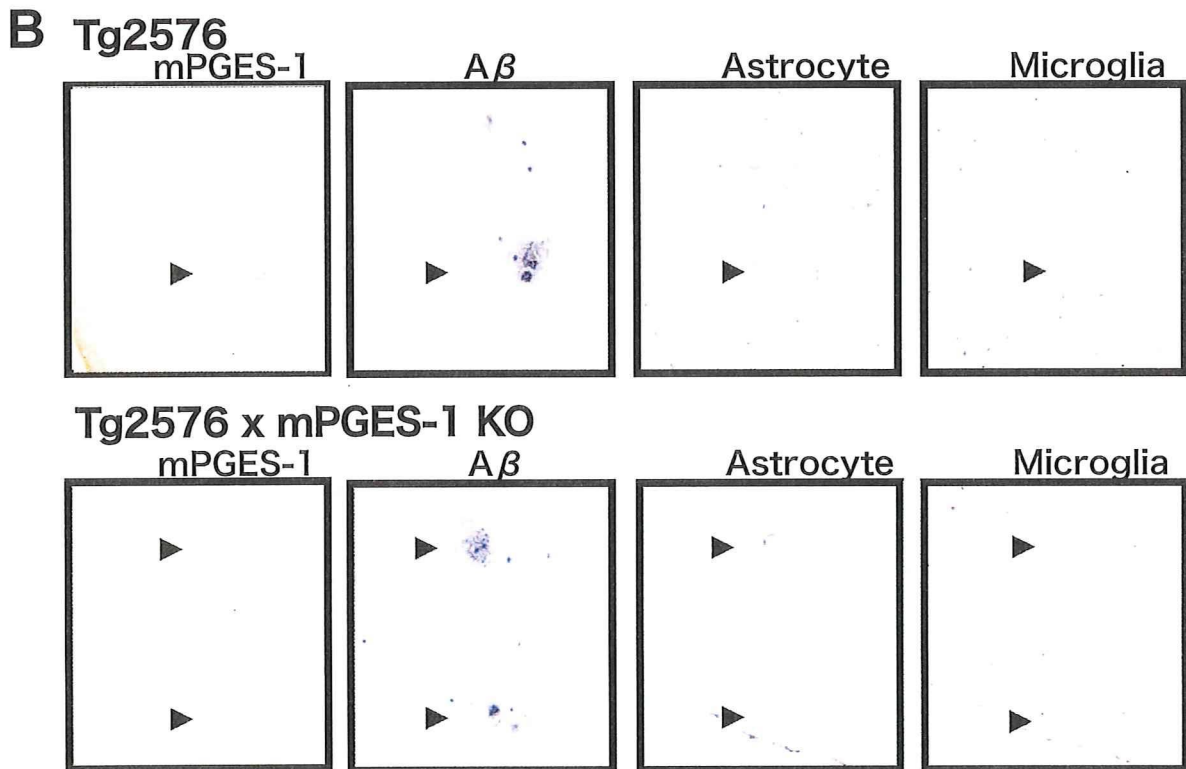 B Tg2576
mPGES-1 Aβ Astrocyte Microglia
Tg2576 x mPGES-1 KO
mPGES-1 Aβ Astrocyte Microglia